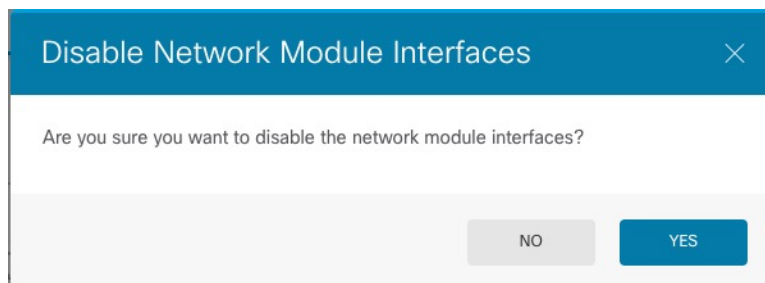 Disable Network Module Interfaces
Are you sure you want to disable the network module interfaces?
NO
YES